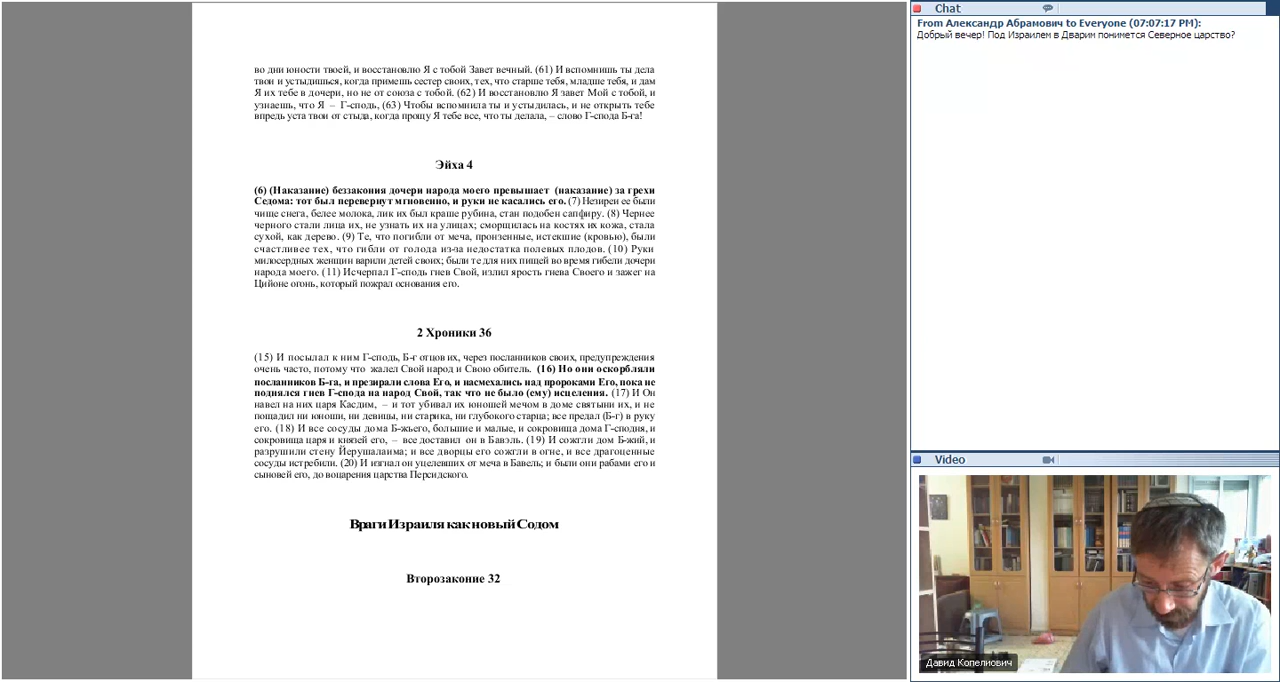 во дни юности твоей, и восстановлю Я с тобой Завет вечный. (61) И вспомнишь ты дела
твои и устыдишься, когда примешь сестер своих, тех, что старше тебя, младше тебя, и дам
Я их тебе в дочери, но не от союза с тобой. (62) И восстановлю Я завет Мой с тобой, и
узнаешь, что Я – Г-сподь, (63) Чтобы вспомнила ты и устыдилась, и не открыть тебе
впредь уста твои от стыда, когда прощу Я тебе все, что ты делала, – слово Г-спода Б-га!
Эйха 4
(6) (Наказание) беззакония дочери народа моего превышает (наказание) за грехи
Седома: тот был перевернут мгновенно, и руки не касались его. (7) Незиреи ее были
чище снега, белее молока, лик их был краше рубина, стан подобен сапфиру. (8) Чернее
черного стали лица их, не узнать их на улицах; сморщилась на костях их кожа, стала
сухой, как дерево. (9) Те, что погибли от меча, пронзенные, истекшие (кровью), были
счастливее тех, что гибли от голода из-за недостатка полевых плодов. (10) Руки
милосердных женщин варили детей своих; были те для них пищей во время гибели дочери
народа моего. (11) Исчерпал Г-сподь гнев Свой, излил ярость гнева Своего и зажег на
Цийоне огонь, который пожрал основания его.
2 Хроники 36
(15) И посылал к ним Г-сподь, Б-г отцов их, через посланников своих, предупреждения
очень часто, потому что жалел Свой народ и Свою обитель. (16) Но они оскорбляли
посланников Б-га, и презирали слова Его, и насмехались над пророками Его, пока не
поднялся гнев Г-спода на народ Свой, так что не было (ему) исцеления. (17) И Он
навел на них царя Касдим, – и тот убивал их юношей мечом в доме святыни их, и не
пощадил ни юноши, ни девицы, ни старика, ни глубокого старца; все предал (Б-г) в руку
его. (18) И все сосуды дома Б-жьего, большие и малые, и сокровища дома Г-сподня, и
сокровища царя и князей его, – все доставил он в Бавэль. (19) И сожгли дом Б-жий, и
разрушили стену Йерушалаима; и все дворцы его сожгли в огне, и все драгоценные
сосуды истребили. (20) И изгнал он уцелевших от меча в Бавель; и были они рабами его и
сыновей его, до воцарения царства Персидского.
Враги Израиля как новый Содом
Второзаконие 32
Chat
From Александр Абрамович to Everyone (07:07:17 PM):
Добрый вечер! Под Израилем в Дварим понимется Северное царство?
Video
Давид Копелиович